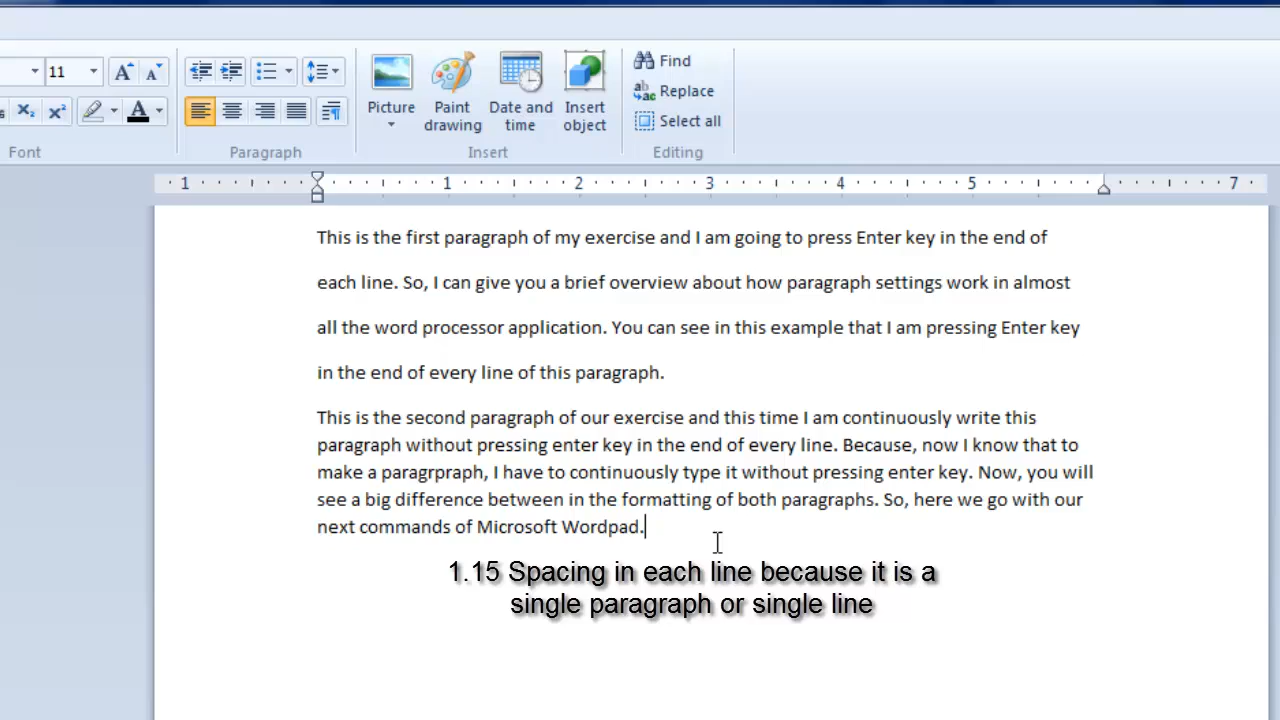 11
Find
Replace
Select all
Picture
Paint drawing
Date and time
Insert object
Font
Paragraph
Insert
Editing
1 1 2 3 4 5 7
This is the first paragraph of my exercise and I am going to press Enter key in the end of
each line. So, I can give you a brief overview about how paragraph settings work in almost
all the word processor application. You can see in this example that I am pressing Enter key
in the end of every line of this paragraph.
This is the second paragraph of our exercise and this time I am continuously write this
paragraph without pressing enter key in the end of every line. Because, now I know that to
make a paragrpraph, I have to continuously type it without pressing enter key. Now, you will
see a big difference between in the formatting of both paragraphs. So, here we go with our
next commands of Microsoft Wordpad.
1.15 Spacing in each line because it is a
single paragraph or single line